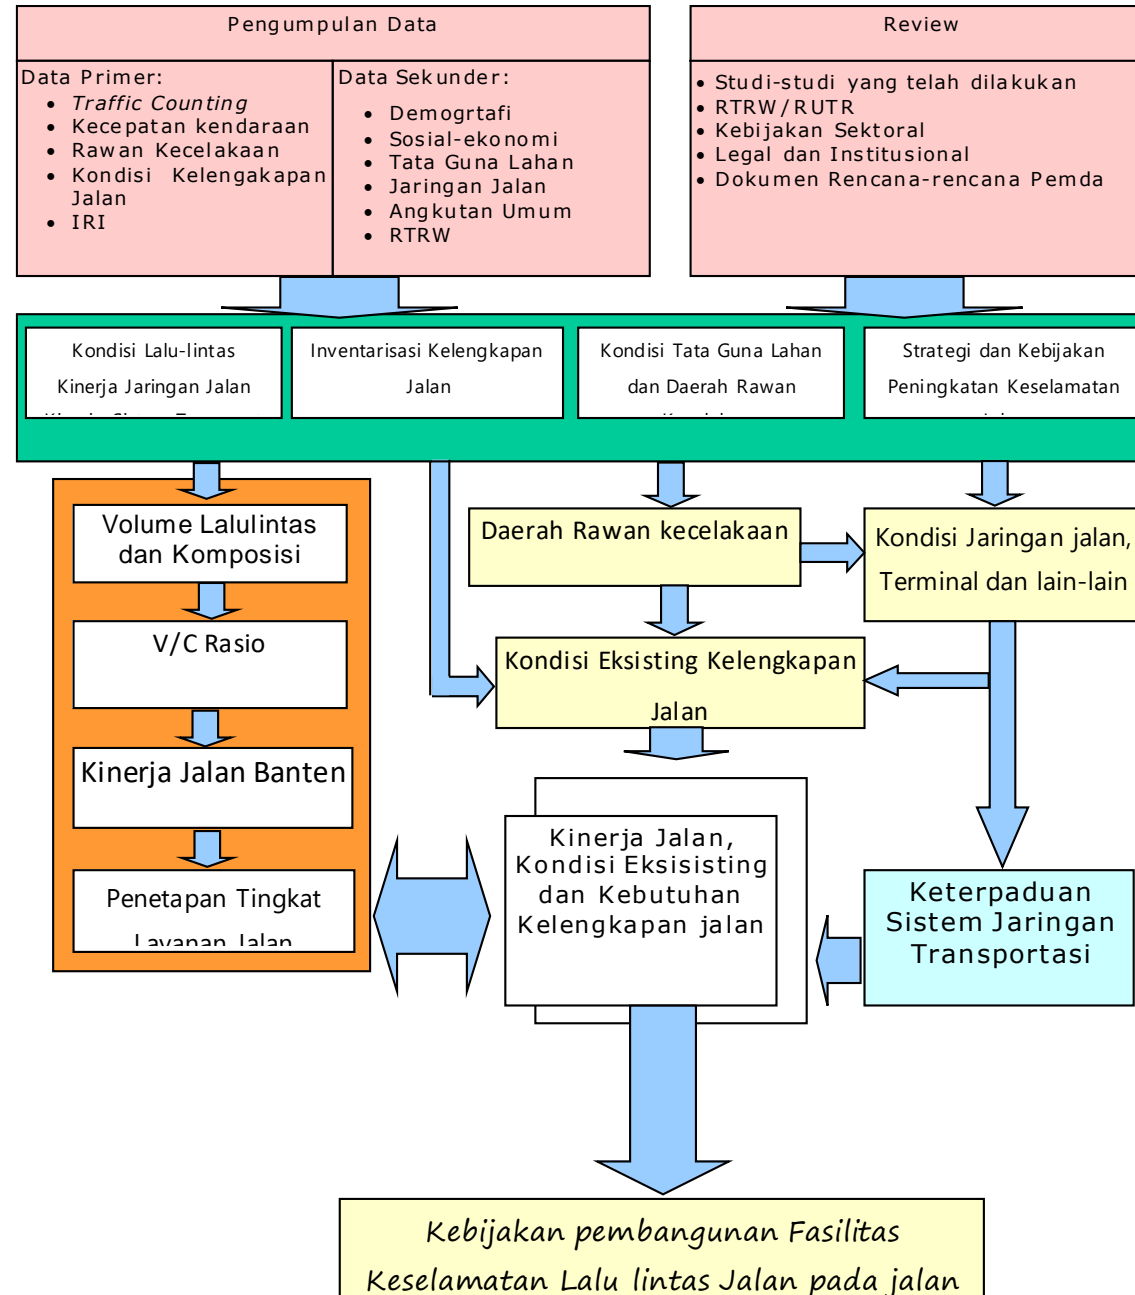 Pengumpulan Data
Data Primer:
• Traffic Counting
• Kecepatan kendaraan
• Rawan Kecelakaan
• Kondisi Kelengakapan
Jalan
• IRI
Data Sekunder:
• Demogrtafi
• Sosial-ekonomi
• Tata Guna Lahan
• Jaringan Jalan
• Angkutan Umum
• RTRW
Review
• Studi-studi yang telah dilakukan
• RTRW/RUTR
• Kebijakan Sektoral
• Legal dan Institusional
• Dokumen Rencana-rencana Pemda
Kondisi Lalu-lintas
Kinerja Jaringan Jalan
Inventarisasi Kelengkapan
Jalan
Kondisi Tata Guna Lahan
dan Daerah Rawan
Strategi dan Kebijakan
Peningkatan Keselamatan
Volume Lalulintas
dan Komposisi
V/C Rasio
Kinerja Jalan Banten
Penetapan Tingkat
Layanan Jalan
Daerah Rawan kecelakaan
Kondisi Jaringan jalan,
Terminal dan lain-lain
Kondisi Eksisting Kelengkapan
Jalan
Kinerja Jalan,
Kondisi Eksisisting
dan Kebutuhan
Kelengkapan jalan
Keterpaduan
Sistem Jaringan
Transportasi
Kebijakan pembangunan Fasilitas
Keselamatan Lalu lintas Jalan pada jalan